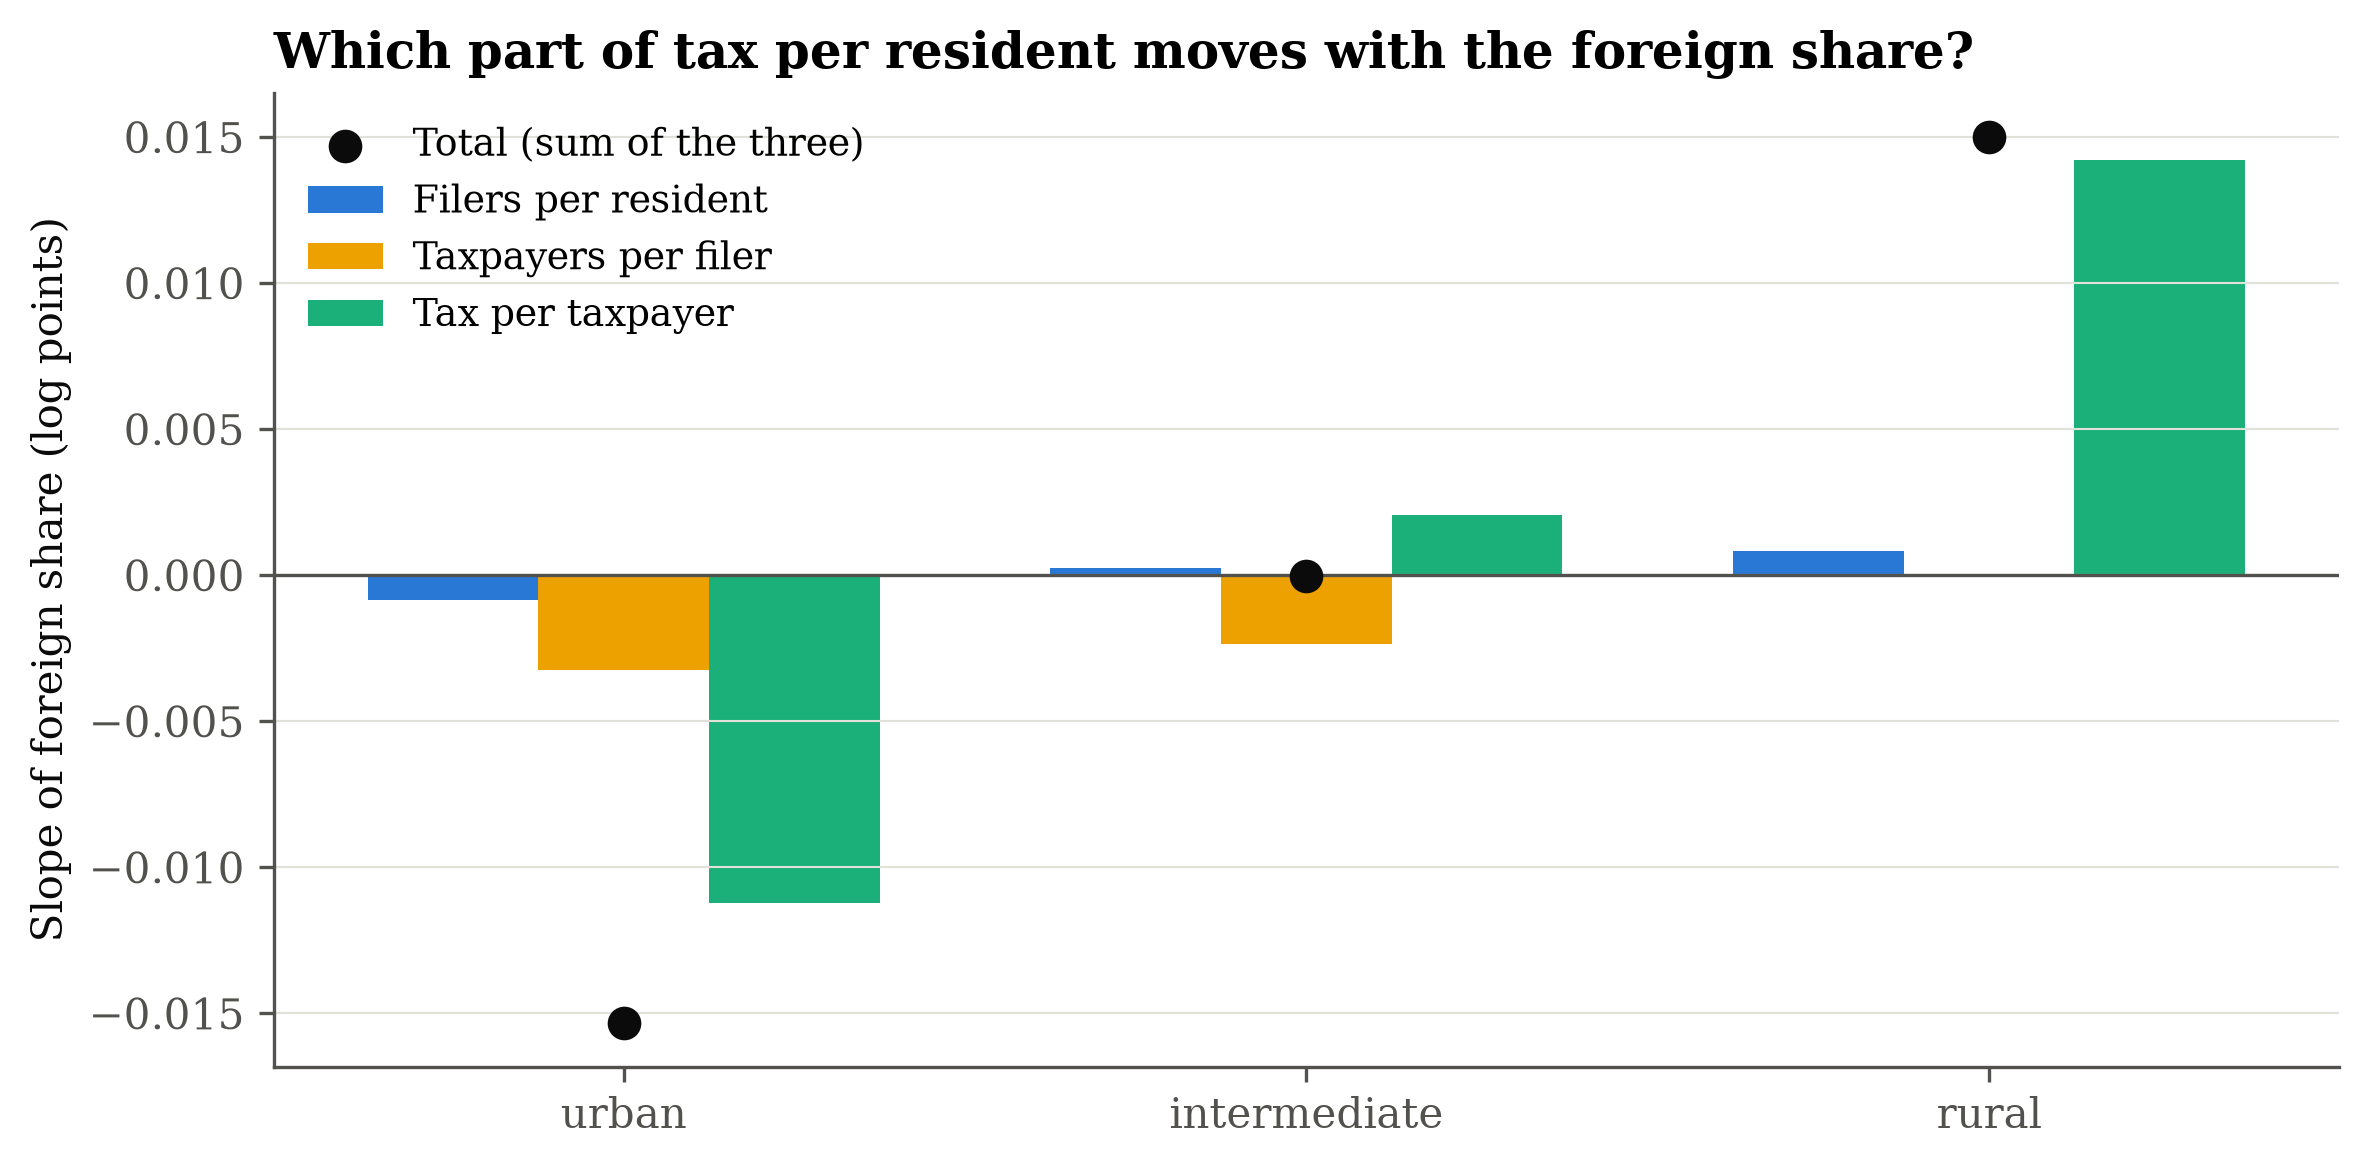 Which part of tax per resident moves with the foreign share?
Slope of foreign share (log points)
0.015
0.010
0.005
0.000
−0.005
−0.010
−0.015
Total (sum of the three)
Filers per resident
Taxpayers per filer
Tax per taxpayer
urban
intermediate
rural